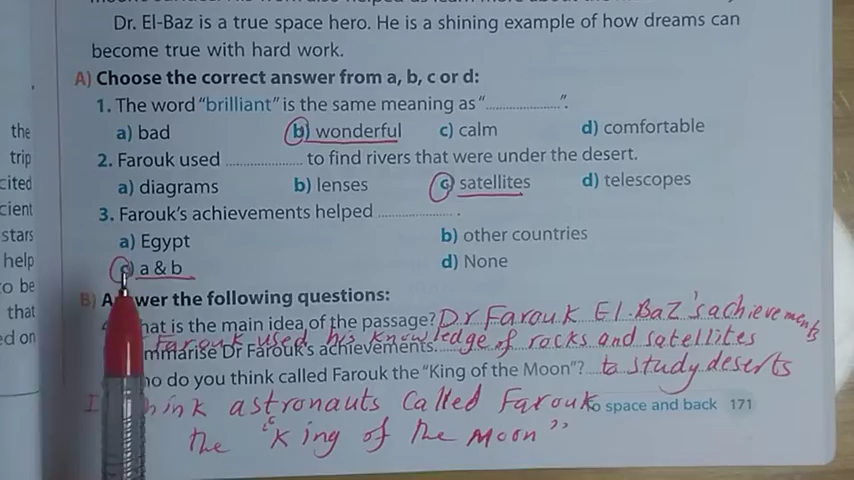 Dr. El-Baz is a true space hero. He is a shining example of how dreams can
become true with hard work.
A) Choose the correct answer from a, b, c or d:
1. The word "brilliant" is the same meaning as "....................".
a) bad b) wonderful c) calm d) comfortable
2. Farouk used .................... to find rivers that were under the desert.
a) diagrams b) lenses c) satellites d) telescopes
3. Farouk's achievements helped .................... .
a) Egypt b) other countries
c) a & b d) None
B) Answer the following questions:
What is the main idea of the passage? Dr Farouk El-Baz's achievements
Farouk used his knowledge of rocks and satellites
Dr Farouk's achievements.
do you think called Farouk the "King of the Moon"? to study deserts
I think astronauts called Farouk
to space and back 171
the "King of the Moon"
the
trip
cited
cient
stars
help
to be
that
ed on